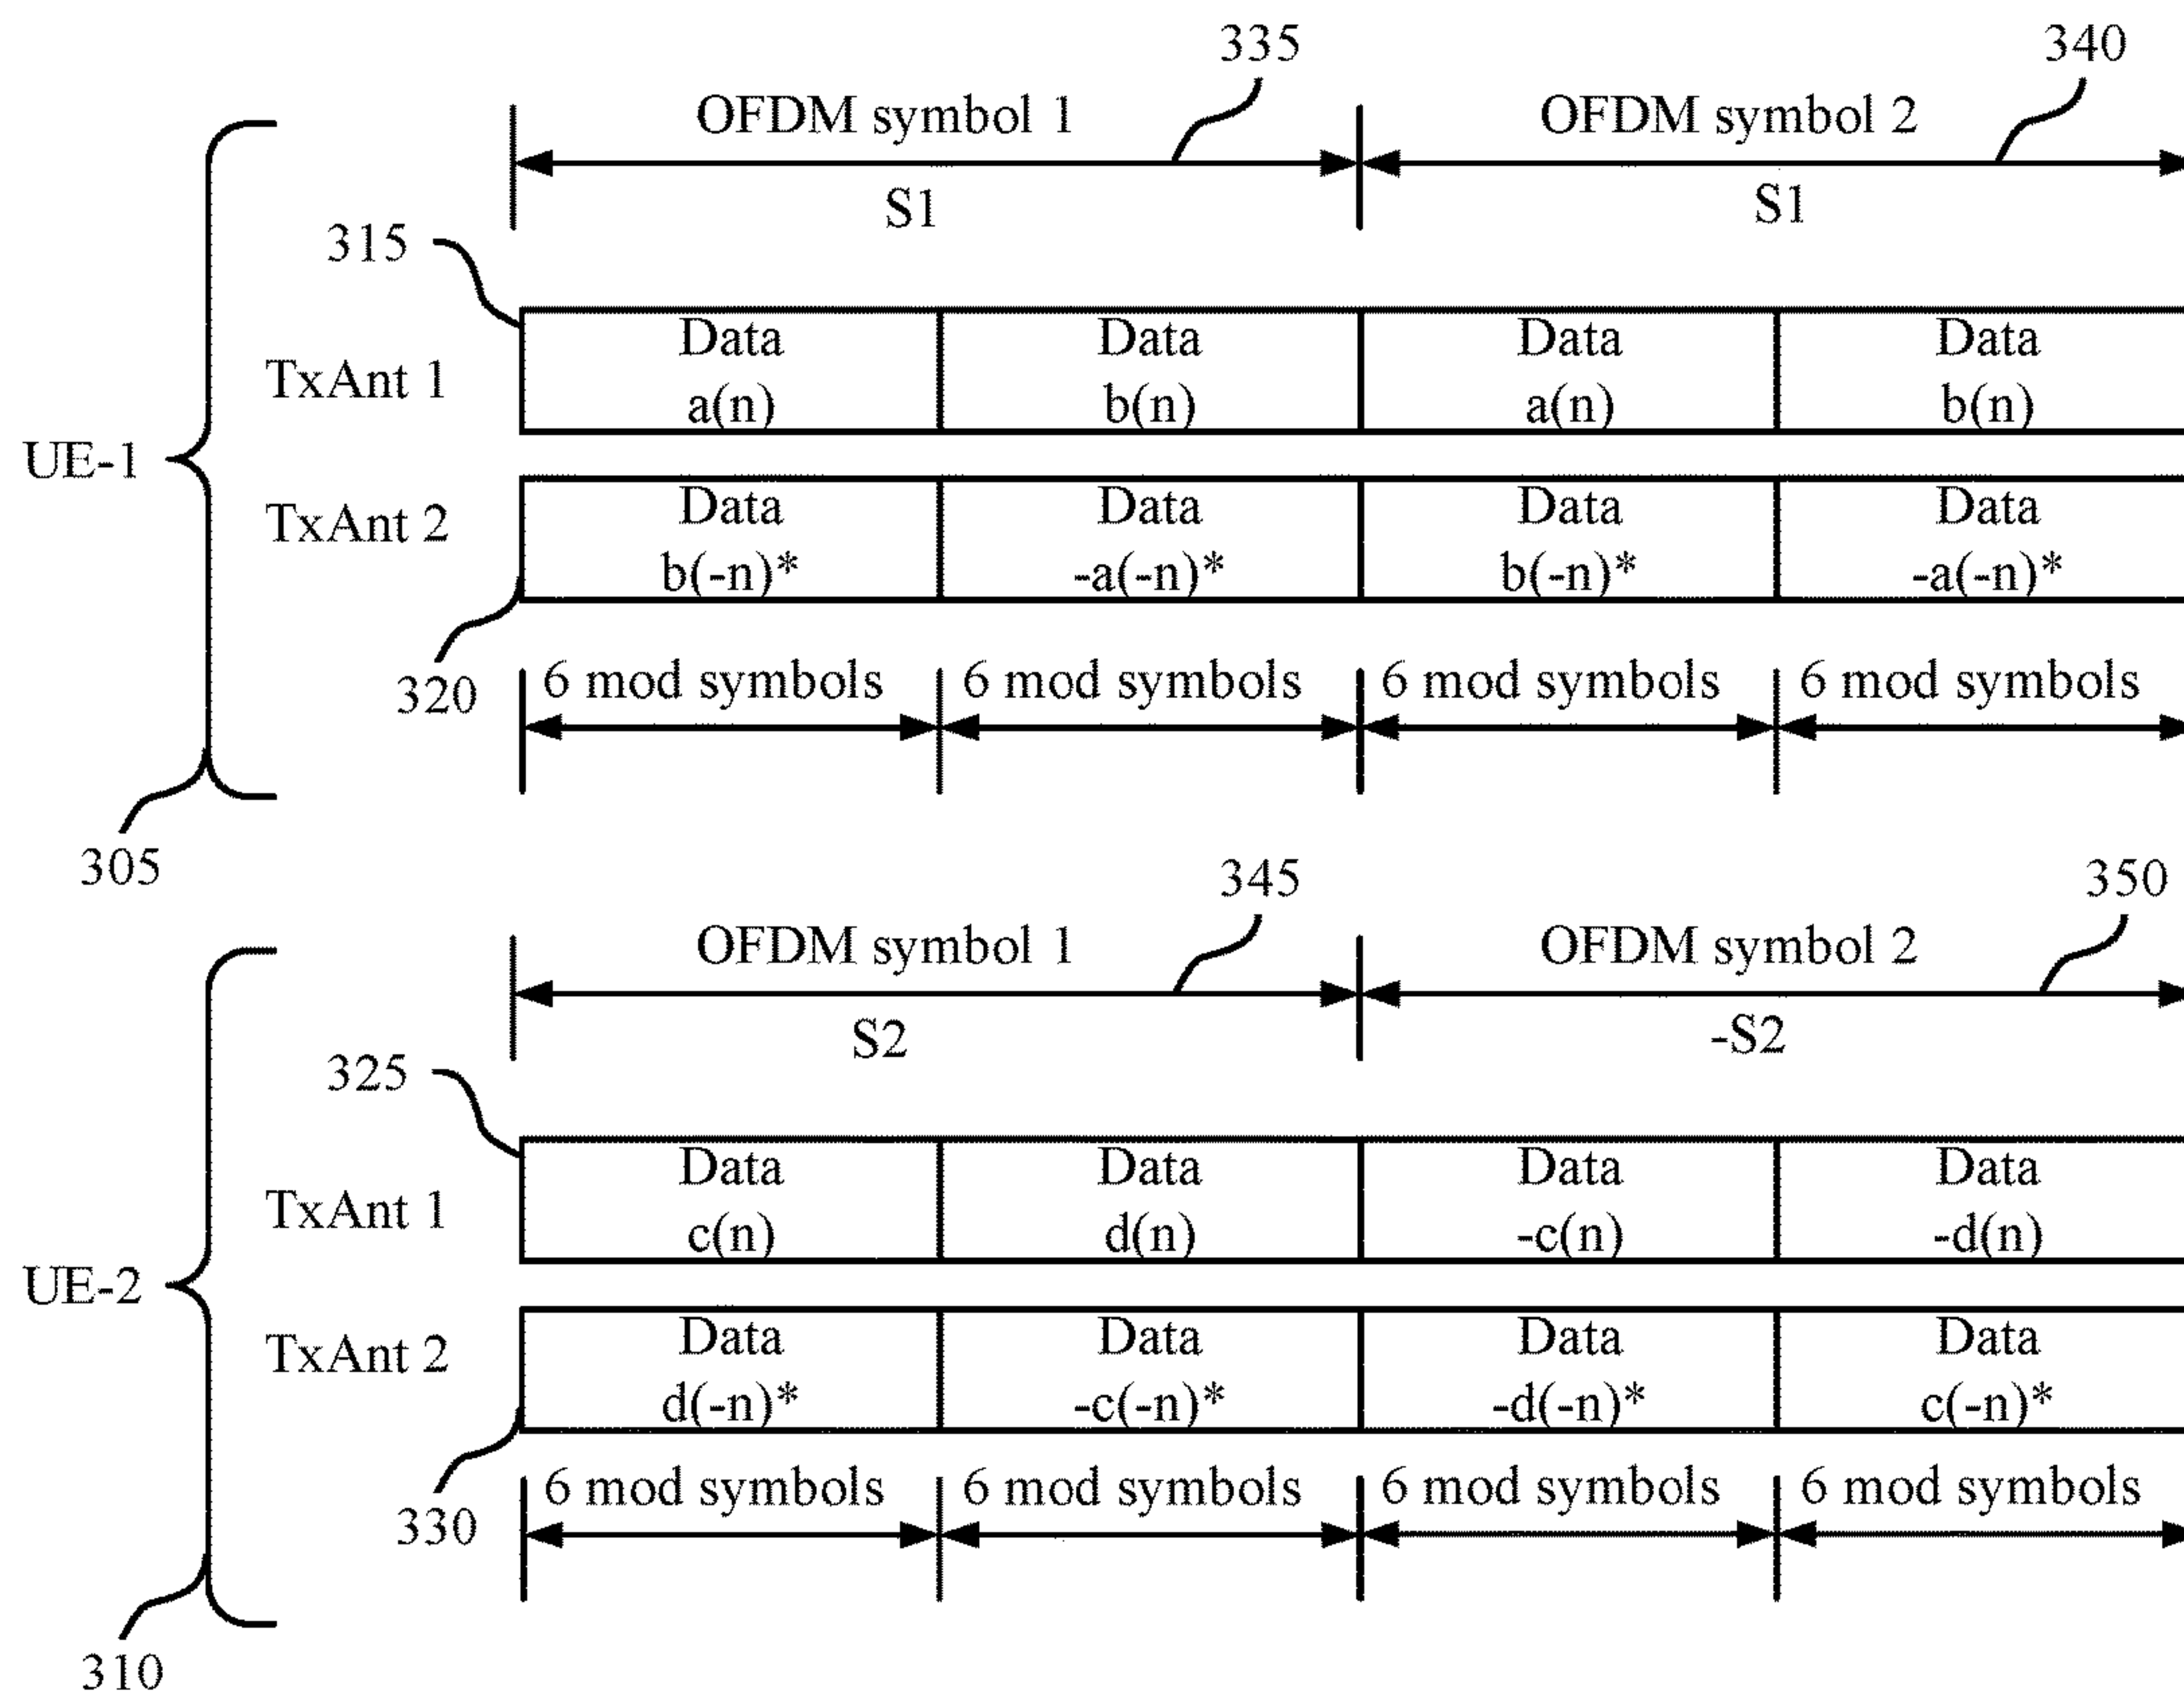 335 340
OFDM symbol 1 OFDM symbol 2
S1 S1
315
TxAnt 1
Data Data Data Data
a(n) b(n) a(n) b(n)
UE-1
TxAnt 2
Data Data Data Data
b(-n)* -a(-n)* b(-n)* -a(-n)*
320
6 mod symbols 6 mod symbols 6 mod symbols 6 mod symbols
305
345 350
OFDM symbol 1 OFDM symbol 2
S2 -S2
325
TxAnt 1
Data Data Data Data
c(n) d(n) -c(n) -d(n)
UE-2
TxAnt 2
Data Data Data Data
d(-n)* -c(-n)* -d(-n)* c(-n)*
330
6 mod symbols 6 mod symbols 6 mod symbols 6 mod symbols
310